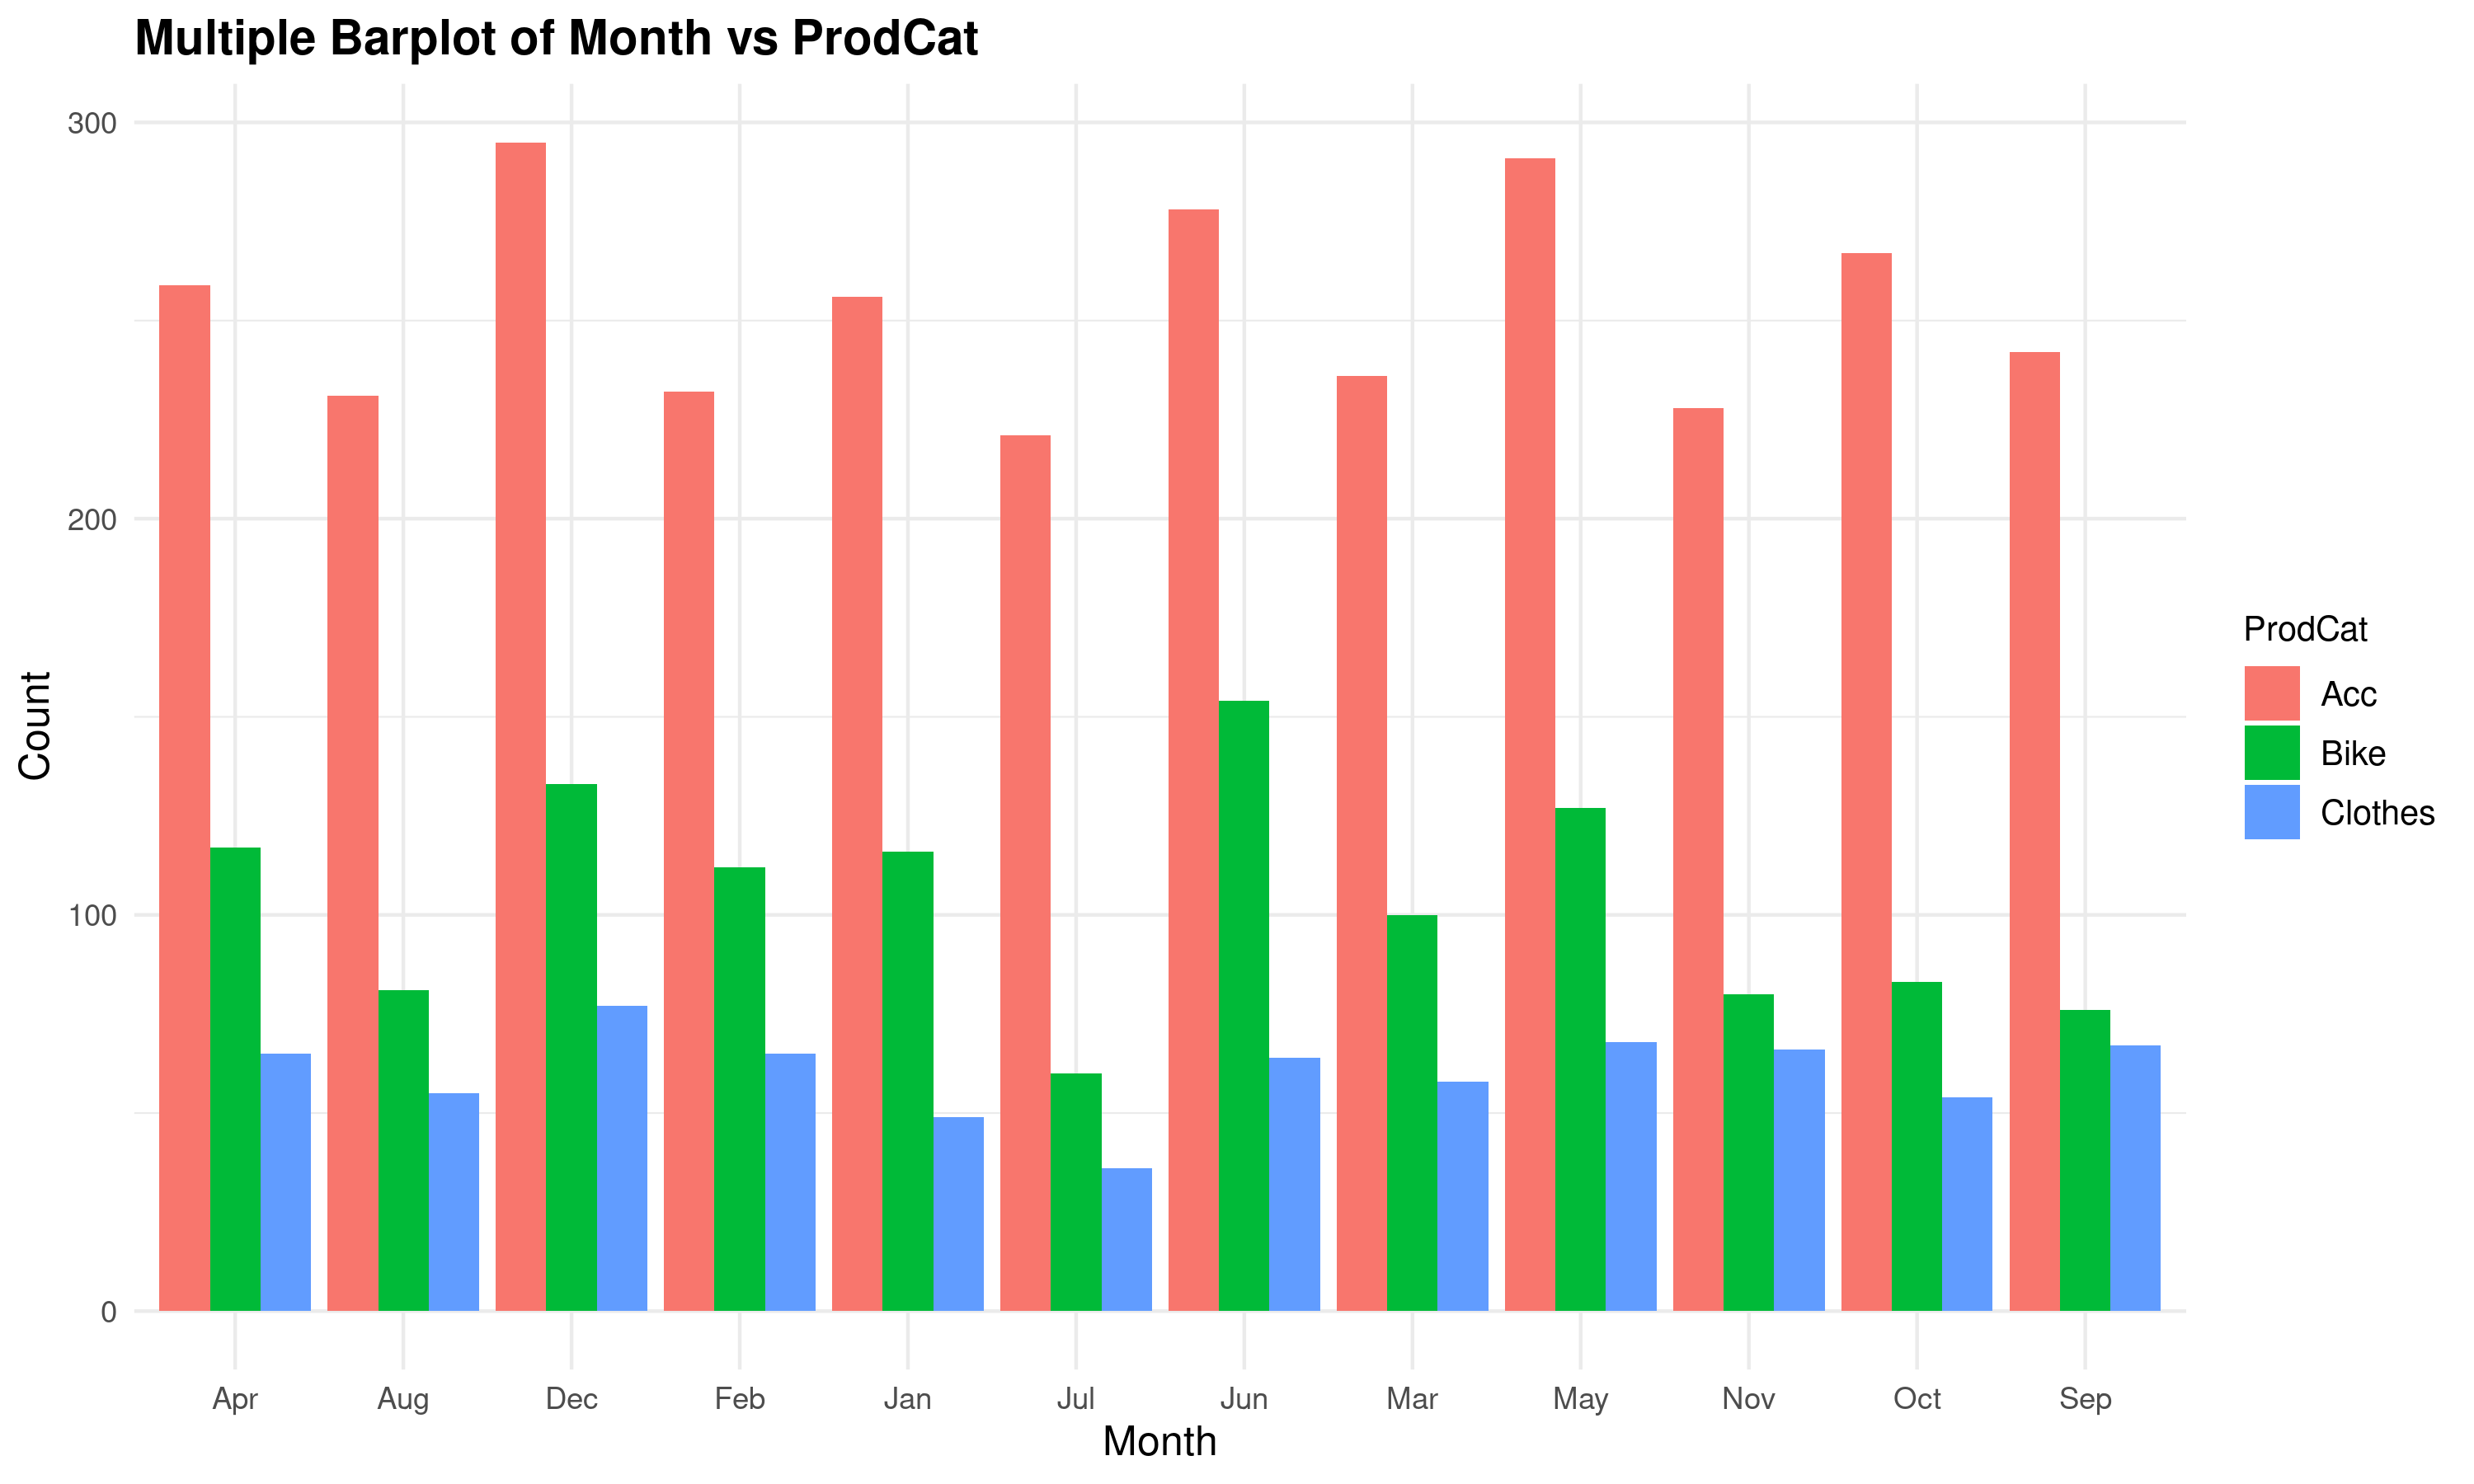 Multiple Barplot of Month vs ProdCat
300
200
100
0
Count
Apr Aug Dec Feb Jan Jul Jun Mar May Nov Oct Sep
Month
ProdCat
Acc
Bike
Clothes